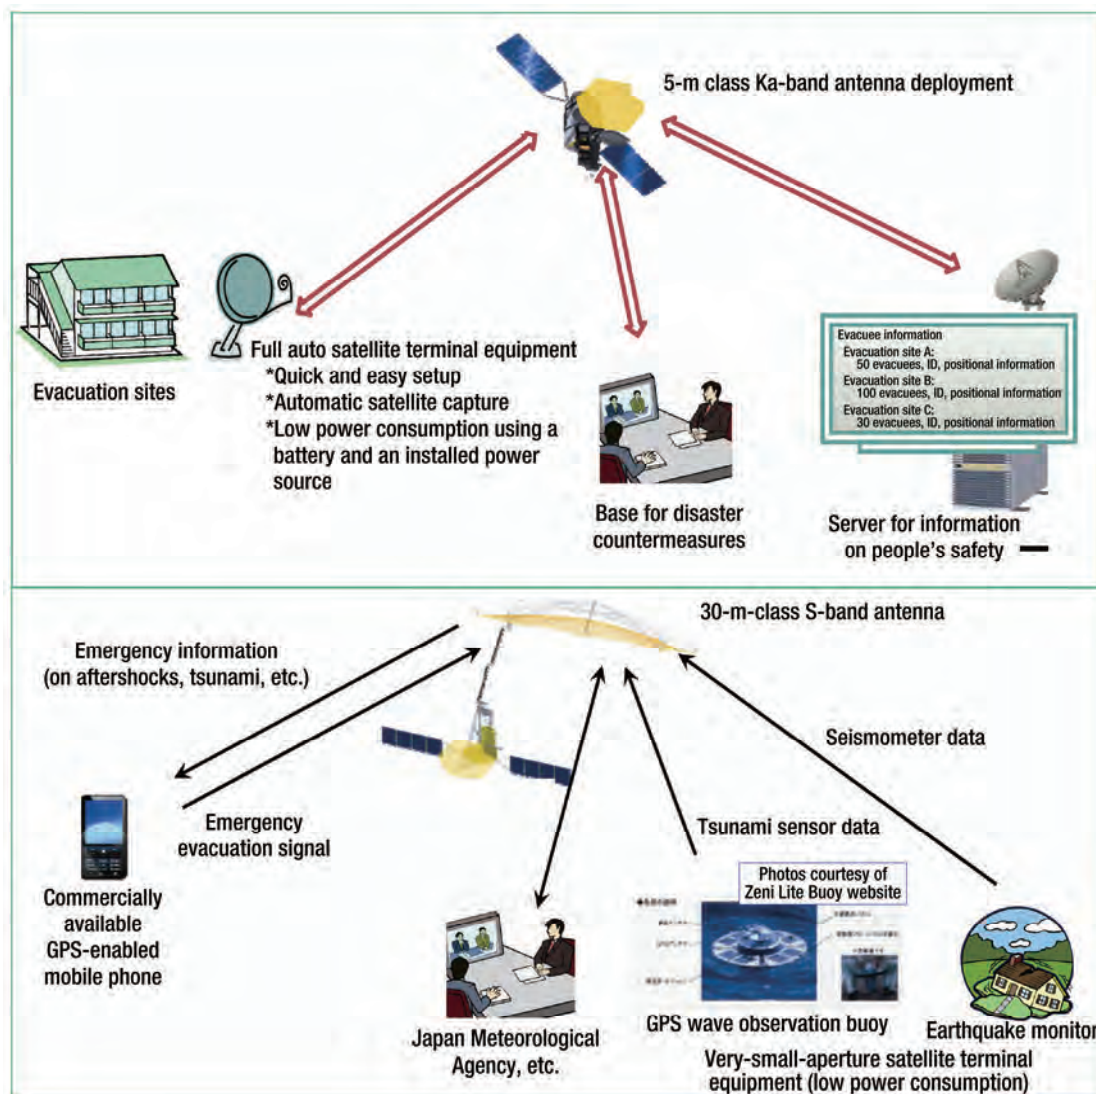 5-m class Ka-band antenna deployment
Evacuation sites
Full auto satellite terminal equipment
*Quick and easy setup
*Automatic satellite capture
*Low power consumption using a
battery and an installed power
source
Base for disaster
countermeasures
Evacuee information
Evacuation site A:
50 evacuees, ID, positional information
Evacuation site B:
100 evacuees, ID, positional information
Evacuation site C:
30 evacuees, ID, positional information
Server for information
on people's safety
30-m-class S-band antenna
Emergency information
(on aftershocks, tsunami, etc.)
Emergency
evacuation signal
Commercially
available
GPS-enabled
mobile phone
Japan Meteorological
Agency, etc.
Seismometer data
Tsunami sensor data
Photos courtesy of
Zeni Lite Buoy website
GPS wave observation buoy
Earthquake monitor
Very-small-aperture satellite terminal
equipment (low power consumption)